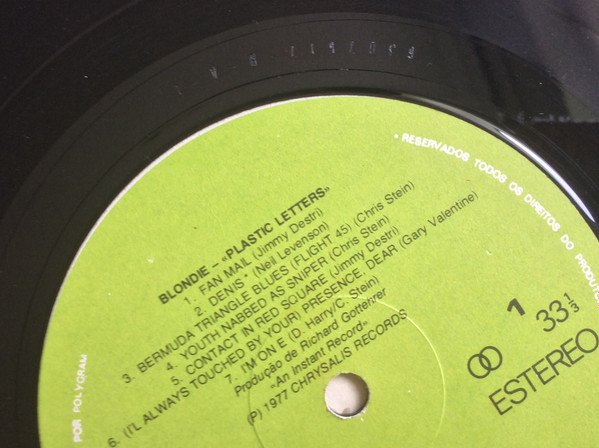 BLONDIE - «PLASTIC LETTERS»
1. FAN MAIL (Jimmy Destri)
2. DENIS * (Neil Levenson)
3. BERMUDA TRIANGLE BLUES (FLIGHT 45) (Chris Stein)
4. YOUTH NABBED AS SNIPER (Chris Stein)
5. CONTACT IN RED SQUARE (Jimmy Destri)
6. (I'LL ALWAYS TOUCHED BY YOUR) PRESENCE, DEAR (Gary Valentine)
7. I'M ON E (D. Harry/C. Stein)
Produção de Richard Gottehrer
«An Instant Record»
(P) 1977 CHRYSALIS RECORDS
1
33 1/3
ESTEREO
• RESERVADOS TODOS OS DIREITOS DO
POR POLYGRAM